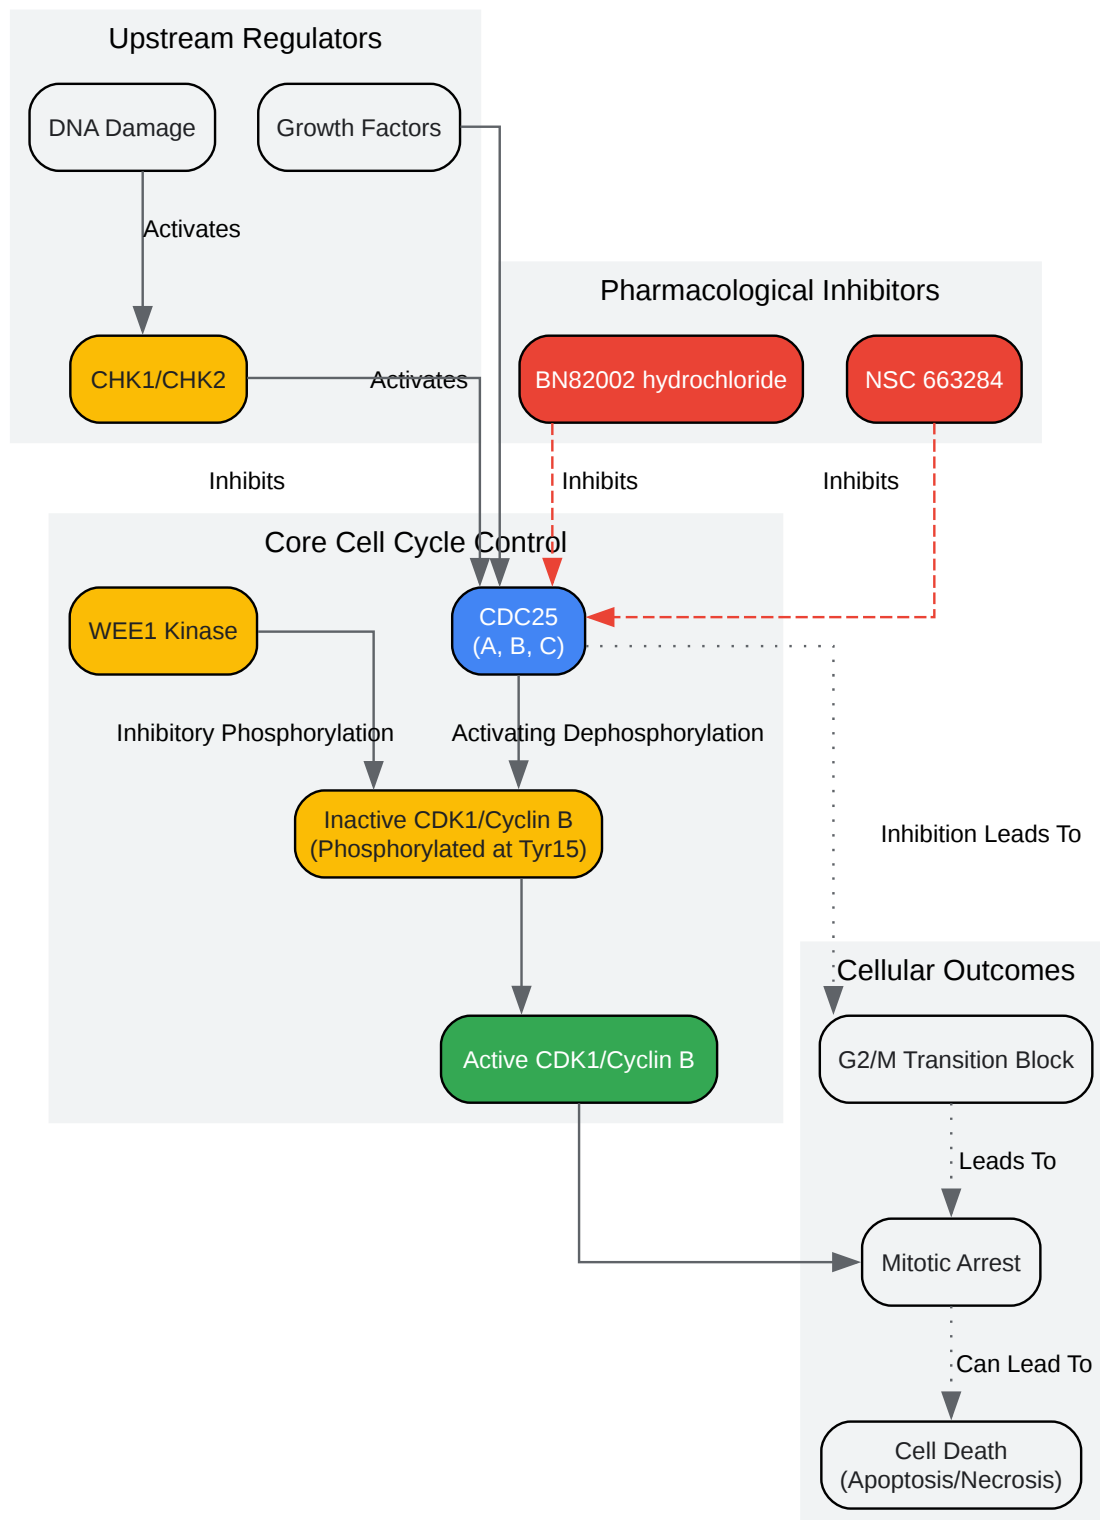 Upstream Regulators
DNA Damage
Growth Factors
Activates
Pharmacological Inhibitors
CHK1/CHK2
Activates
BN82002 hydrochloride
NSC 663284
Inhibits
Inhibits
Inhibits
Core Cell Cycle Control
WEE1 Kinase
CDC25
(A, B, C)
Inhibitory Phosphorylation
Activating Dephosphorylation
Inactive CDK1/Cyclin B
(Phosphorylated at Tyr15)
Inhibition Leads To
Cellular Outcomes
Active CDK1/Cyclin B
G2/M Transition Block
Leads To
Mitotic Arrest
Can Lead To
Cell Death
(Apoptosis/Necrosis)